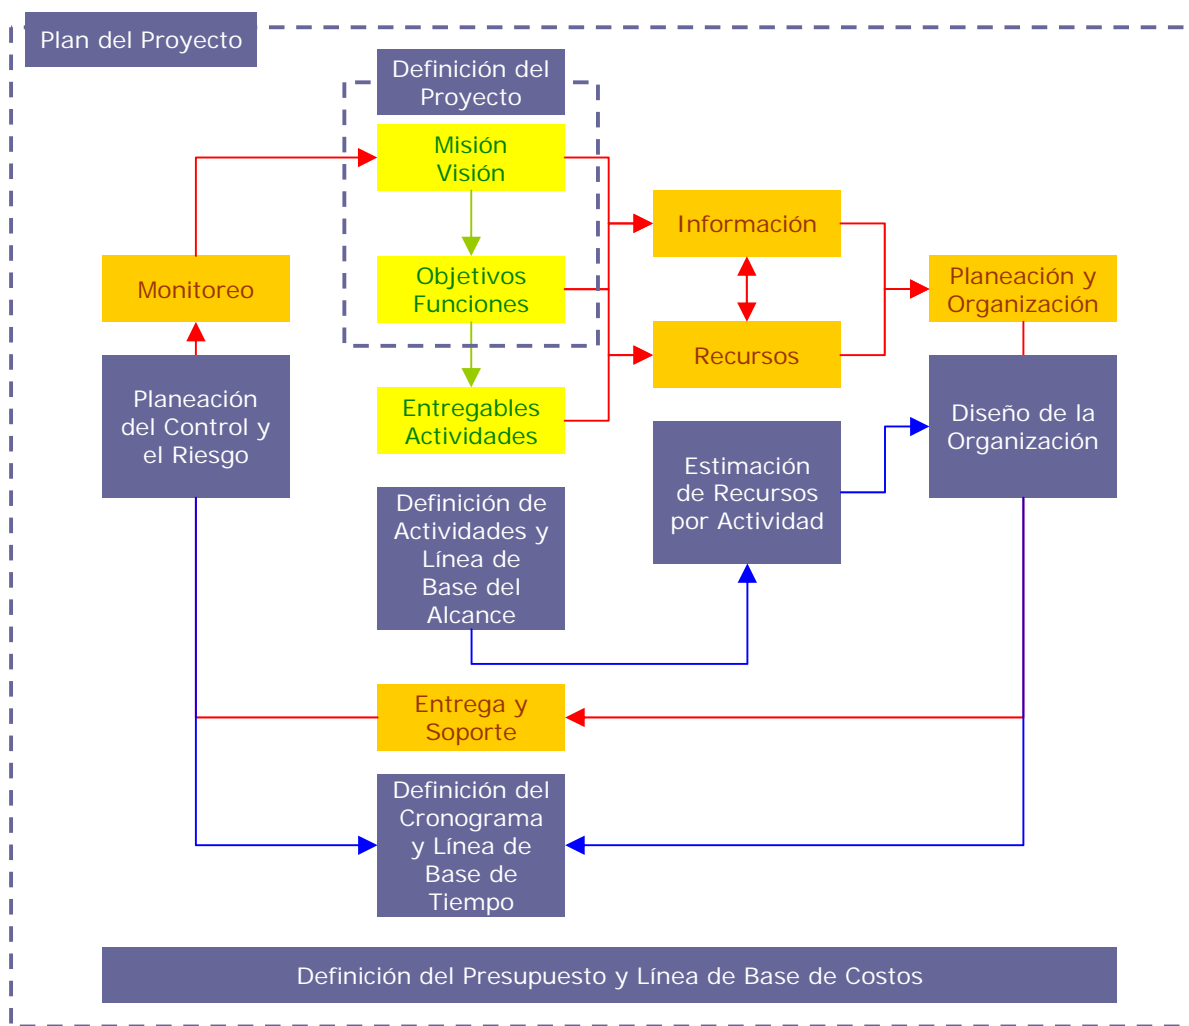 Plan del Proyecto
Definición del
Proyecto
Misión
Visión
Objetivos
Funciones
Entregables
Actividades
Información
Recursos
Planeación y
Organización
Monitoreo
Planeación
del Control y
el Riesgo
Diseño de la
Organización
Estimación
de Recursos
por Actividad
Definición de
Actividades y
Línea de
Base del
Alcance
Entrega y
Soporte
Definición del
Cronograma
y Línea de
Base de
Tiempo
Definición del Presupuesto y Línea de Base de Costos